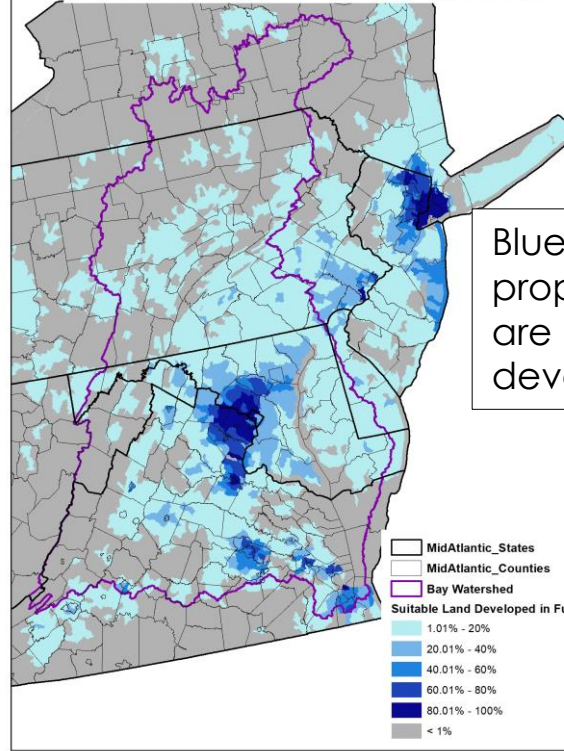 Blue
prop
are
deve
MidAtlantic_States
MidAtlantic_Counties
Bay Watershed
Suitable Land Developed in Fu
1.01% - 20%
20.01% - 40%
40.01% - 60%
60.01% - 80%
80.01% - 100%
< 1%